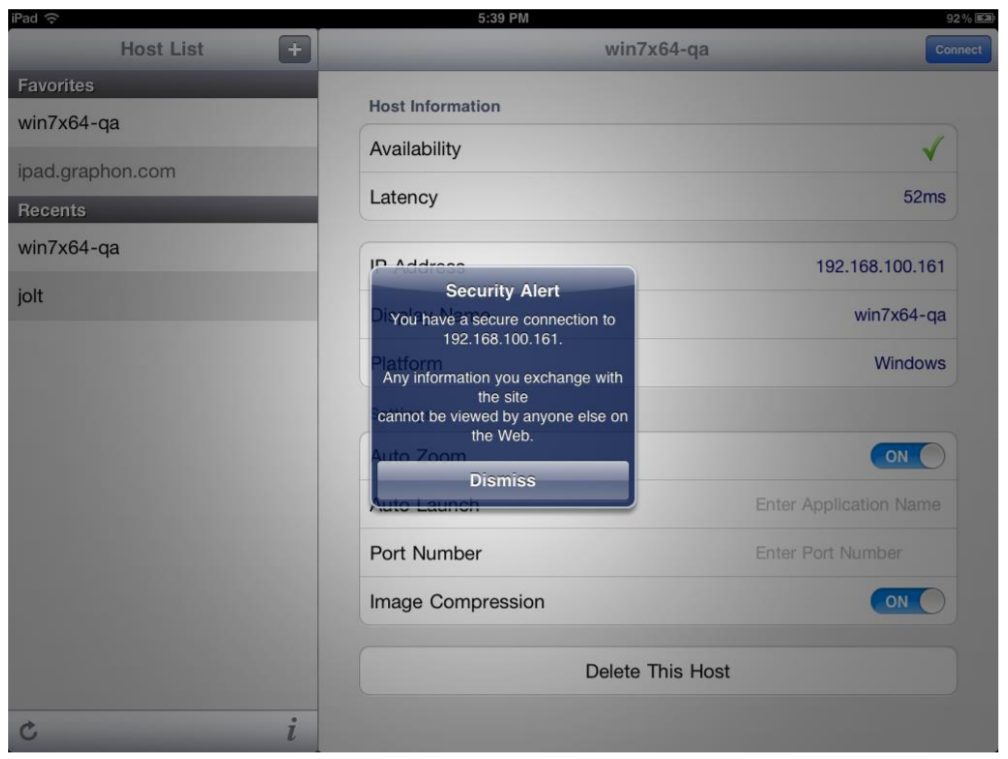 iPad 5:39 PM 92%
Host List + win7x64-qa Connect
Favorites
win7x64-qa
ipad.graphon.com
Recents
win7x64-qa
jolt
Host Information
Availability
Latency 52ms
IP Address 192.168.100.161
Display Name win7x64-qa
Platform Windows
Security Alert
You have a secure connection to
192.168.100.161.
Any information you exchange with
the site
cannot be viewed by anyone else on
the Web.
Dismiss
Auto Zoom ON
Auto Launch Enter Application Name
Port Number Enter Port Number
Image Compression ON
Delete This Host
i